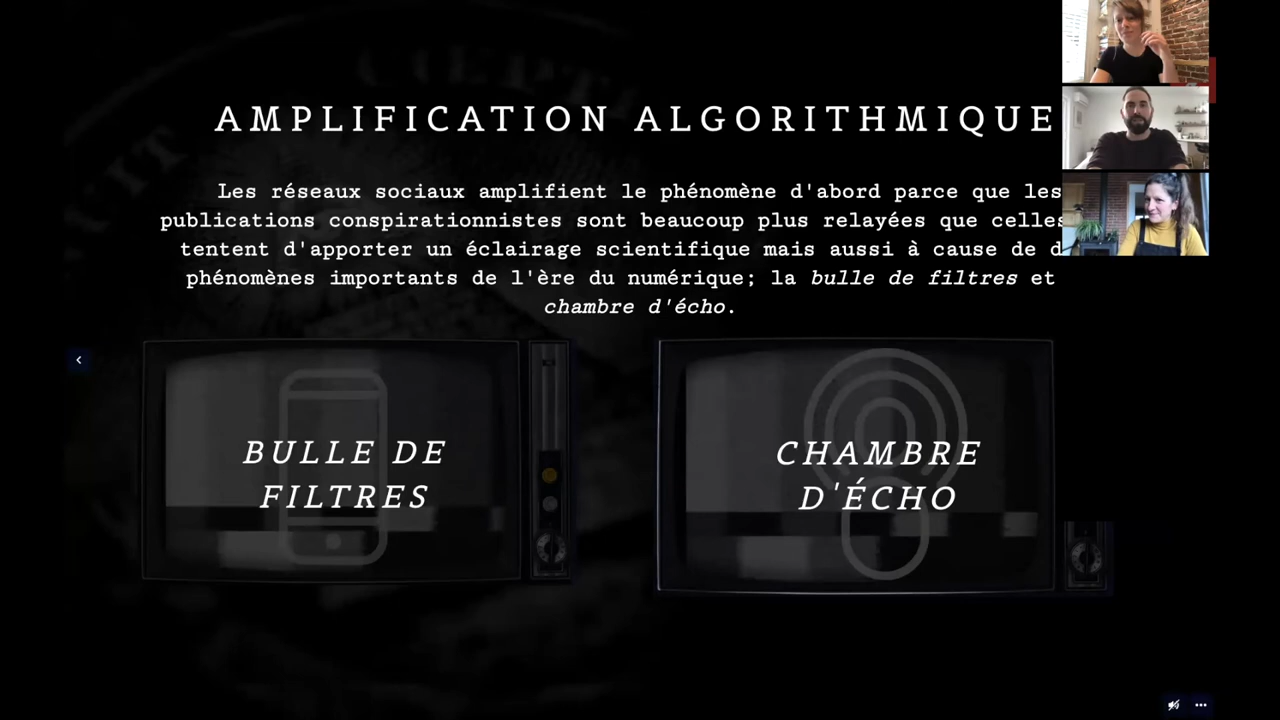 AMPLIFICATION ALGORITHMIQUE
Les réseaux sociaux amplifient le phénomène d'abord parce que les
publications conspirationnistes sont beaucoup plus relayées que celles
tentent d'apporter un éclairage scientifique mais aussi à cause de
phénomènes importants de l'ère du numérique; la bulle de filtres et
chambre d'écho.
BULLE DE
FILTRES
CHAMBRE
D'ÉCHO